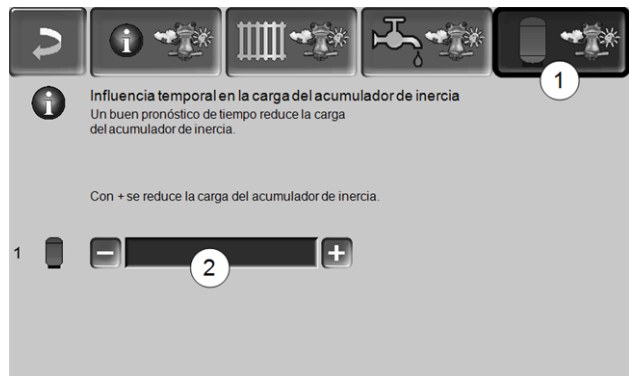 1
Influencia temporal en la carga del acumulador de inercia
Un buen pronóstico de tiempo reduce la carga
del acumulador de inercia.
Con + se reduce la carga del acumulador de inercia.
1
2